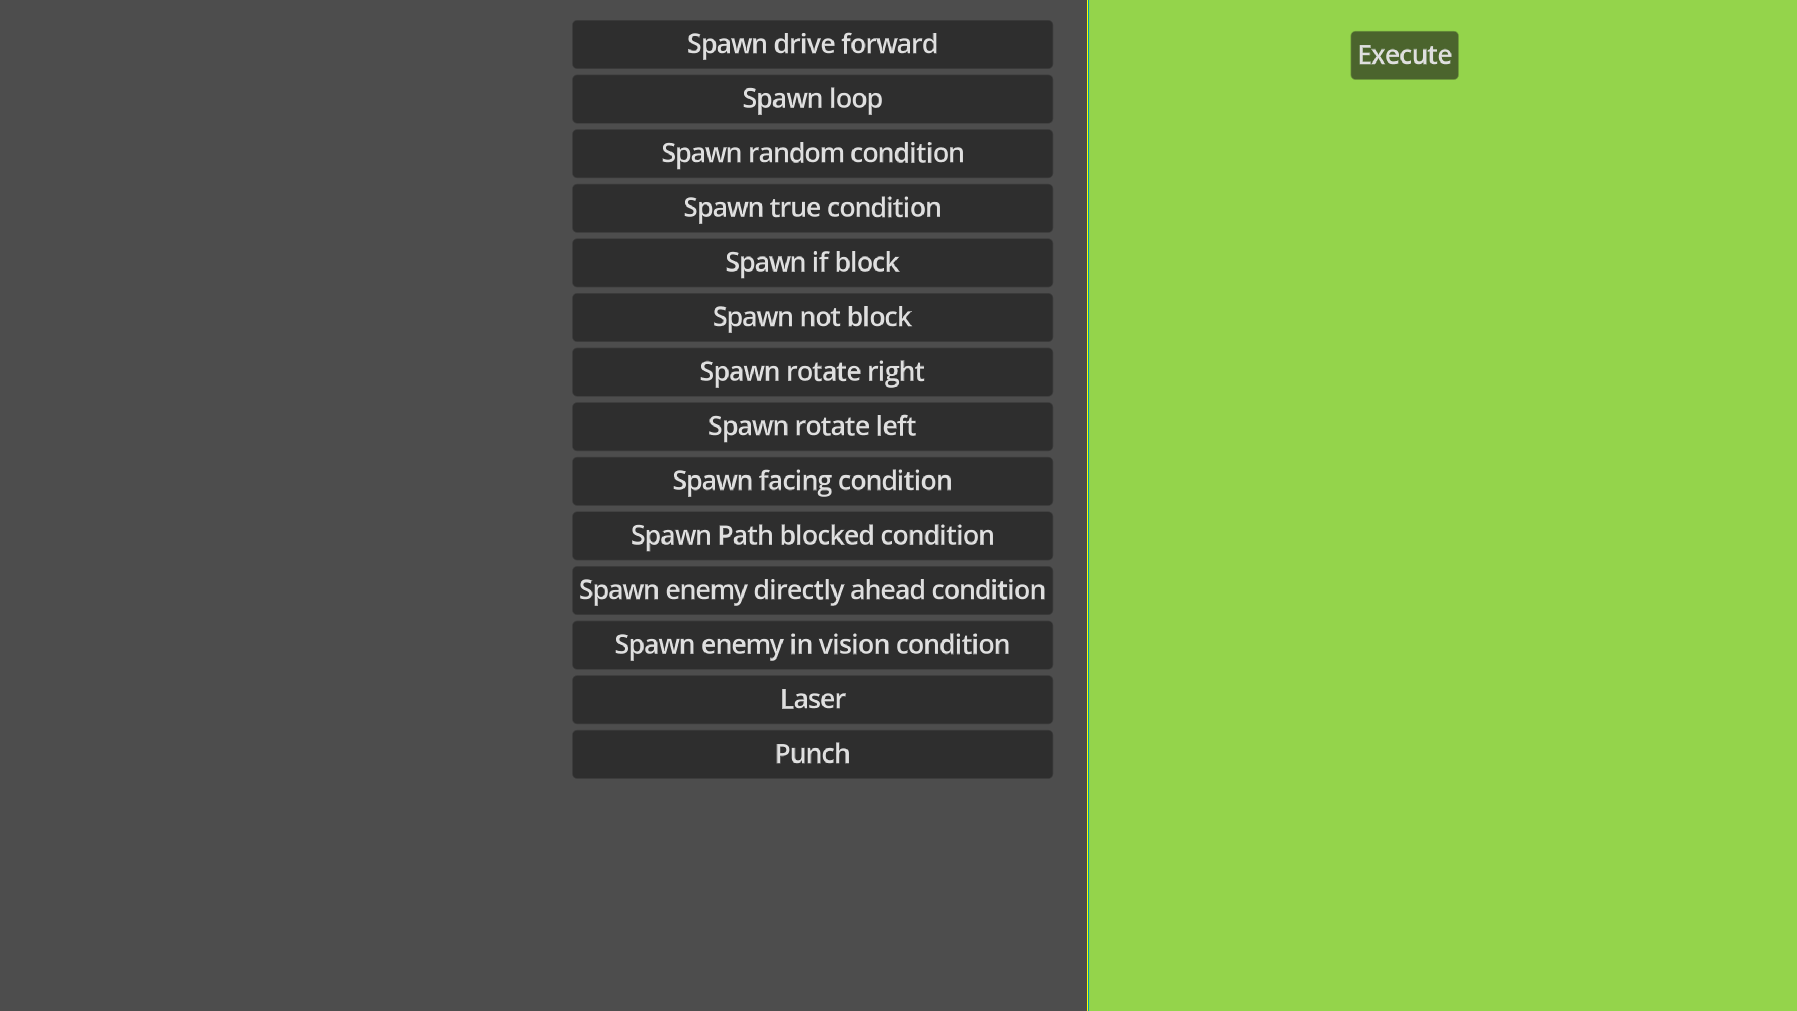 Spawn drive forward
Spawn loop
Spawn random condition
Spawn true condition
Spawn if block
Spawn not block
Spawn rotate right
Spawn rotate left
Spawn facing condition
Spawn Path blocked condition
Spawn enemy directly ahead condition
Spawn enemy in vision condition
Laser
Punch
Execute